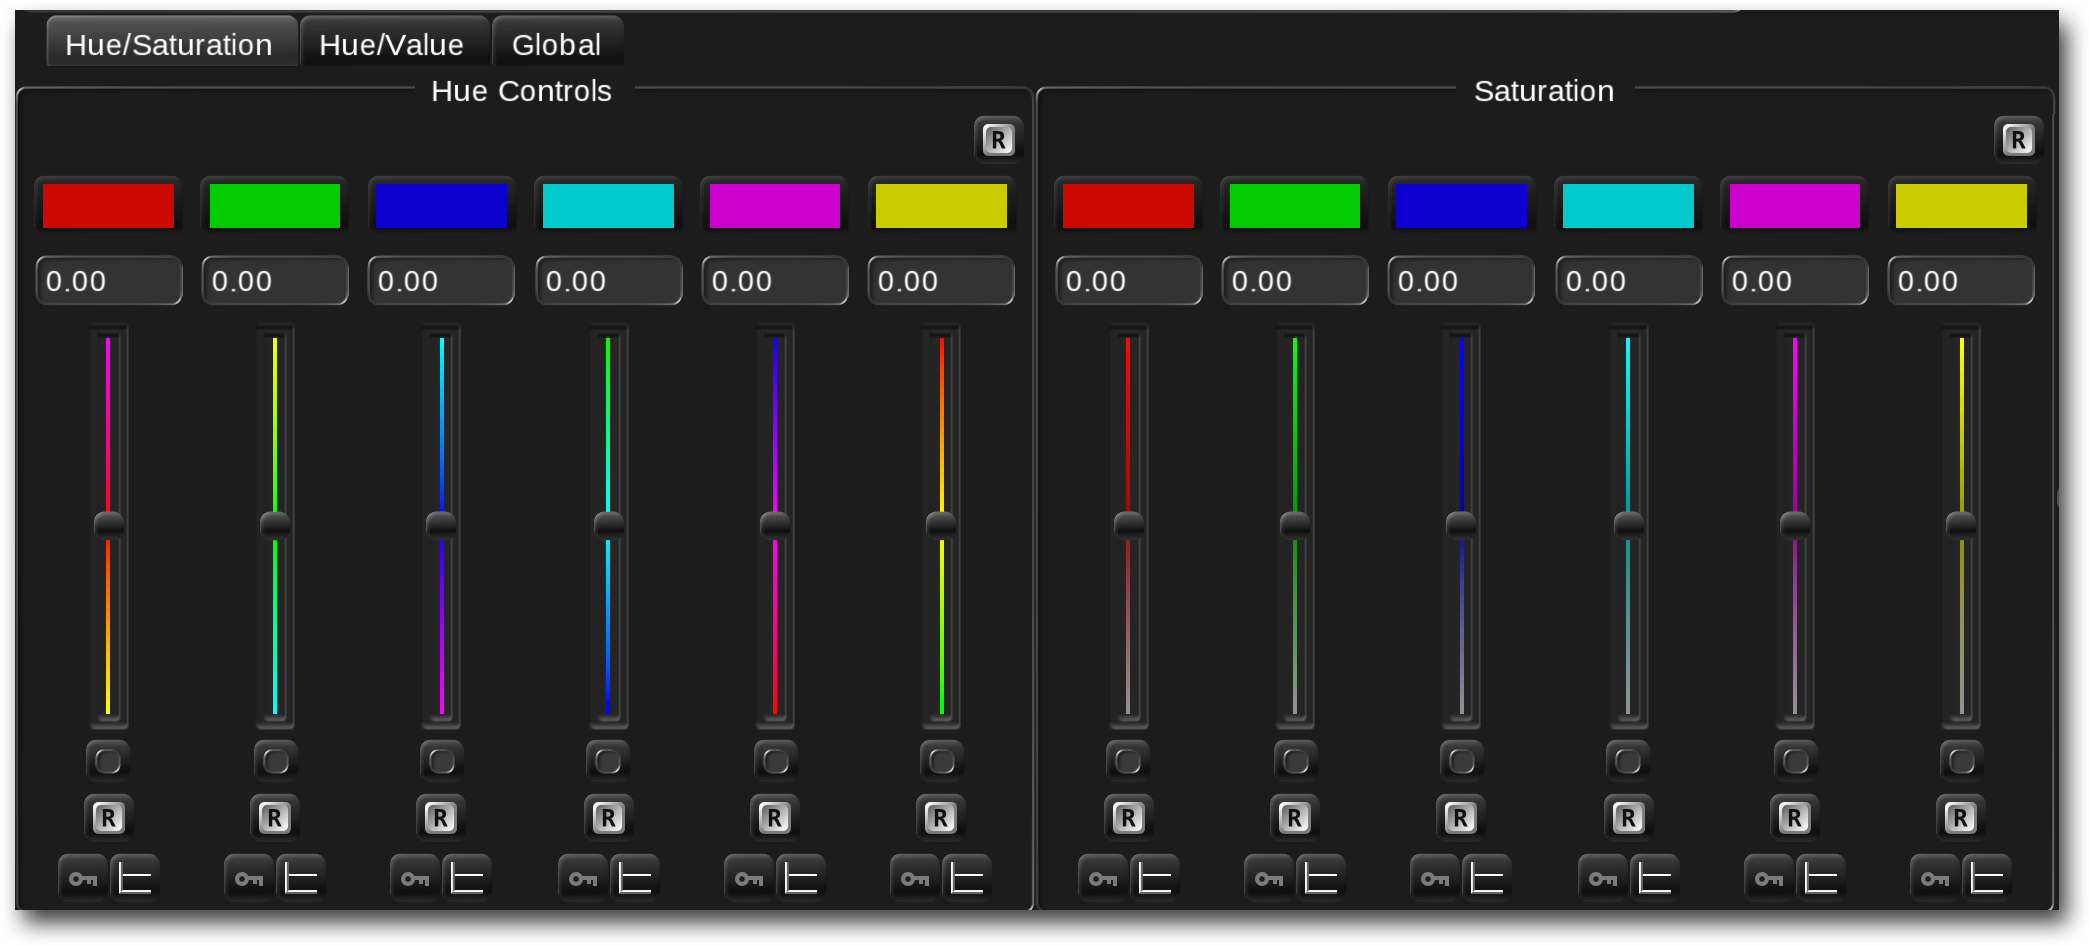 Hue/Saturation Hue/Value Global
Hue Controls Saturation
R R
0.00 0.00 0.00 0.00 0.00 0.00 0.00 0.00 0.00 0.00 0.00 0.00
R R R R R R R R R R R R